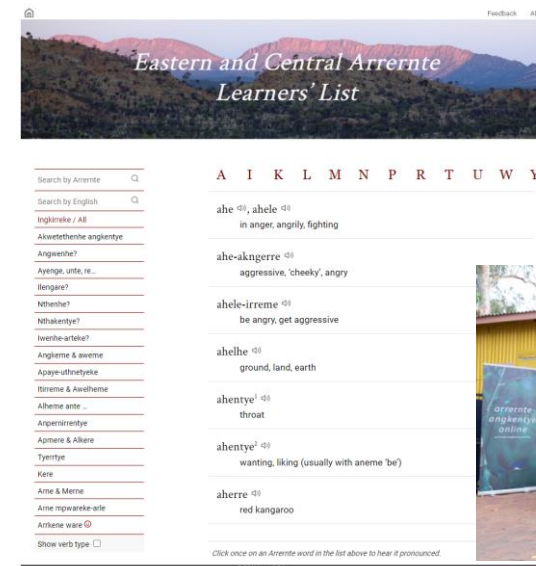 Feedback
Eastern and Central Arrernte
Learners' List
Search by Arrernte
Search by English
Ingkirreke / All
Akwetethenhe angkentye
Angwenhe?
Ayenge, unte, re...
Ilengare?
Nthenhe?
Nthakentye?
Iwenhe-arteke?
Angkeme & aweme
Apaye-uthnetyeke
Itirreme & Awelheme
Alheme ante ..
Anpernirrentye
Apmere & Alkere
Tyerrtye
Kere
Arne & Merne
Arne mpwareke-arle
Arrkene ware
Show verb type
A I K L M N P R T U W Y
ahe, ahele
in anger, angrily, fighting
ahe-akngerre
aggressive, 'cheeky', angry
ahele-irreme
be angry, get aggressive
ahelhe
ground, land, earth
ahentye¹
throat
ahentye²
wanting, liking (usually with aneme 'be')
aherre
red kangaroo
Click once on an Arrernte word in the list above to hear it pronounced.
arrernte
angkentye
online